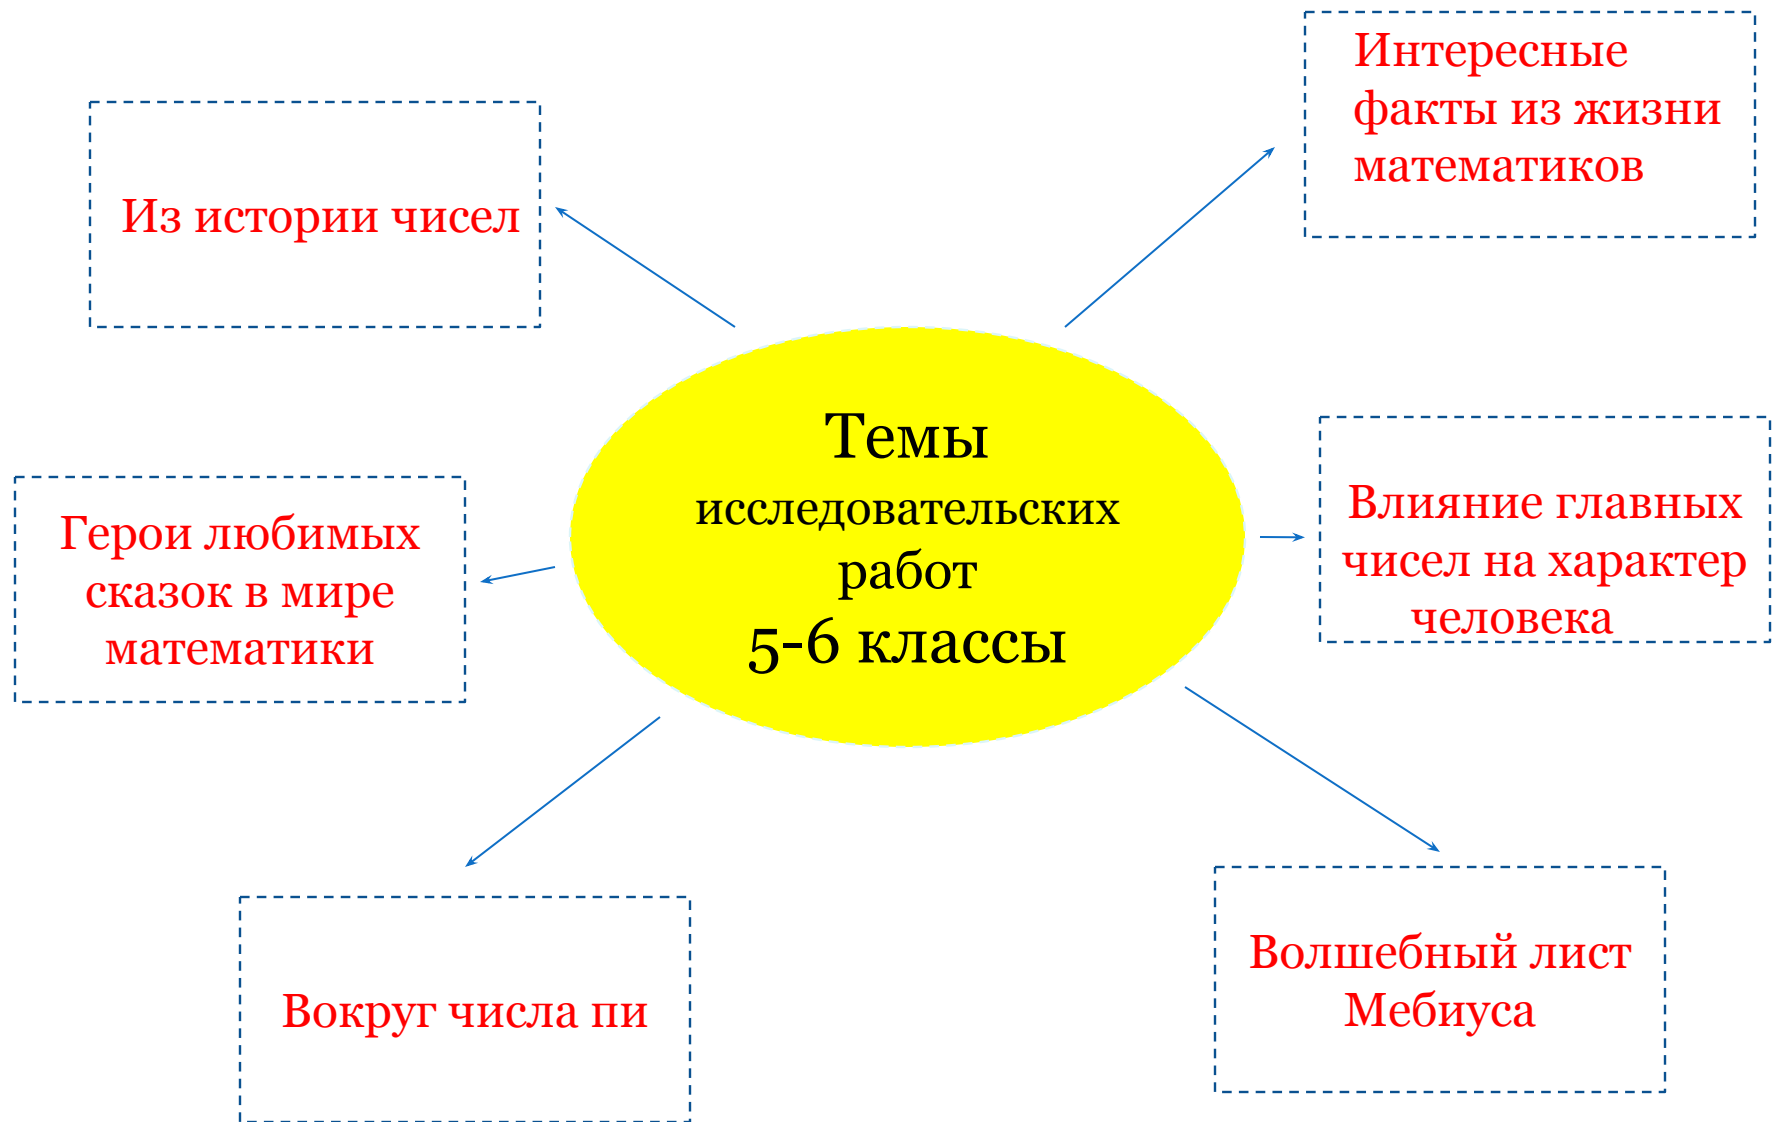 Интересные
факты из жизни
математиков
Из истории чисел
Темы
исследовательских
работ
5-6 классы
Влияние главных
чисел на характер
человека
Герои любимых
сказок в мире
математики
Волшебный лист
Мебиуса
Вокруг числа пи